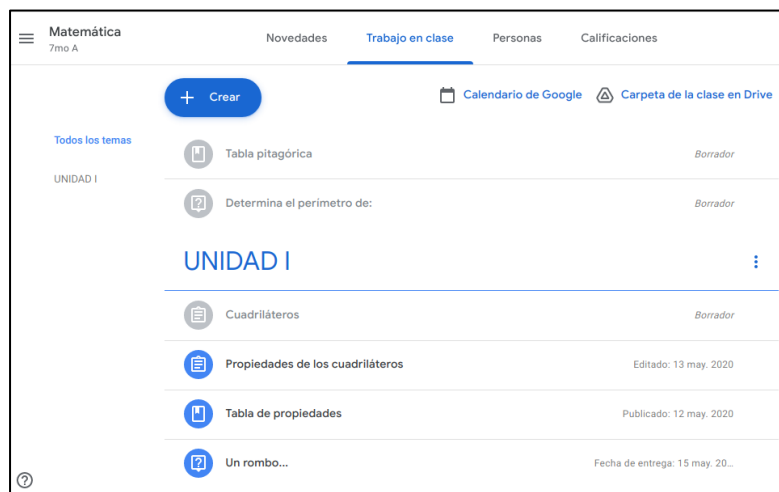 Matemática
7mo A
Novedades
Trabajo en clase
Personas
Calificaciones
Crear
Calendario de Google
Carpeta de la clase en Drive
Todos los temas
UNIDAD I
Tabla pitagórica
Borrador
Determina el perímetro de:
Borrador
UNIDAD I
Cuadriláteros
Borrador
Propiedades de los cuadriláteros
Editado: 13 may. 2020
Tabla de propiedades
Publicado: 12 may. 2020
Un rombo...
Fecha de entrega: 15 may. 20...